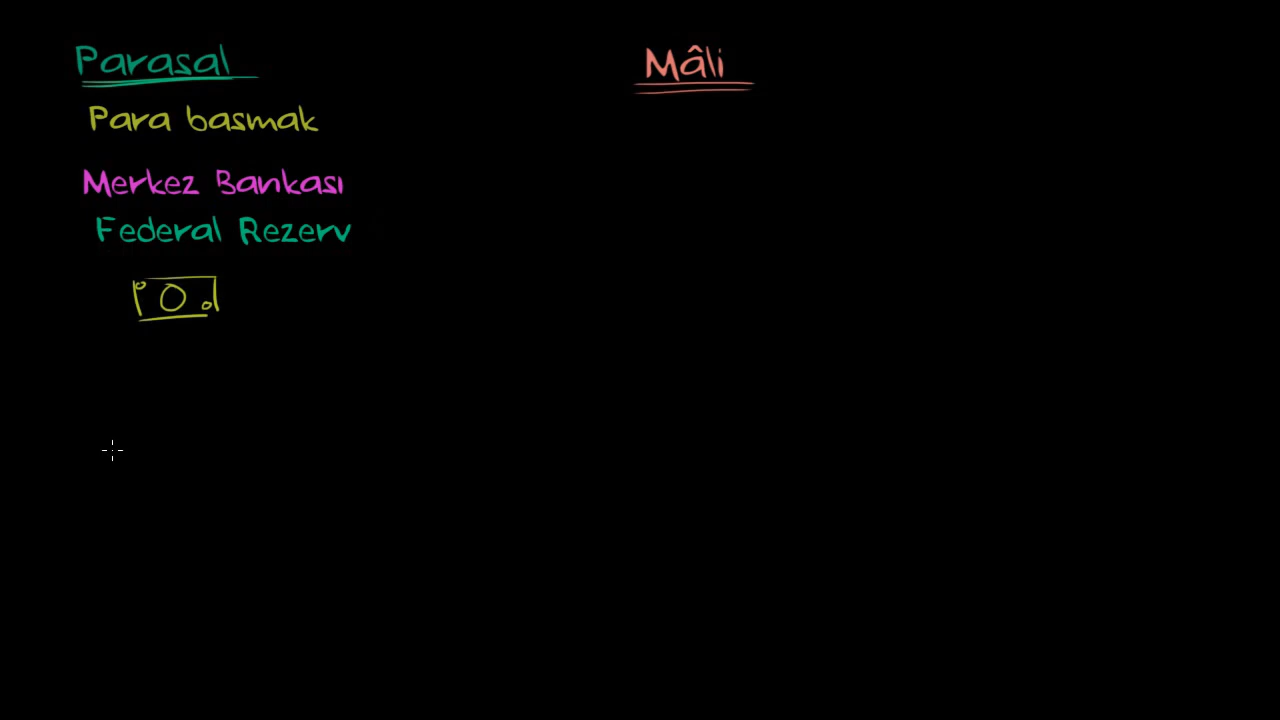 Parasal
Mâli
Para basmak
Merkez Bankası
Federal Rezerv